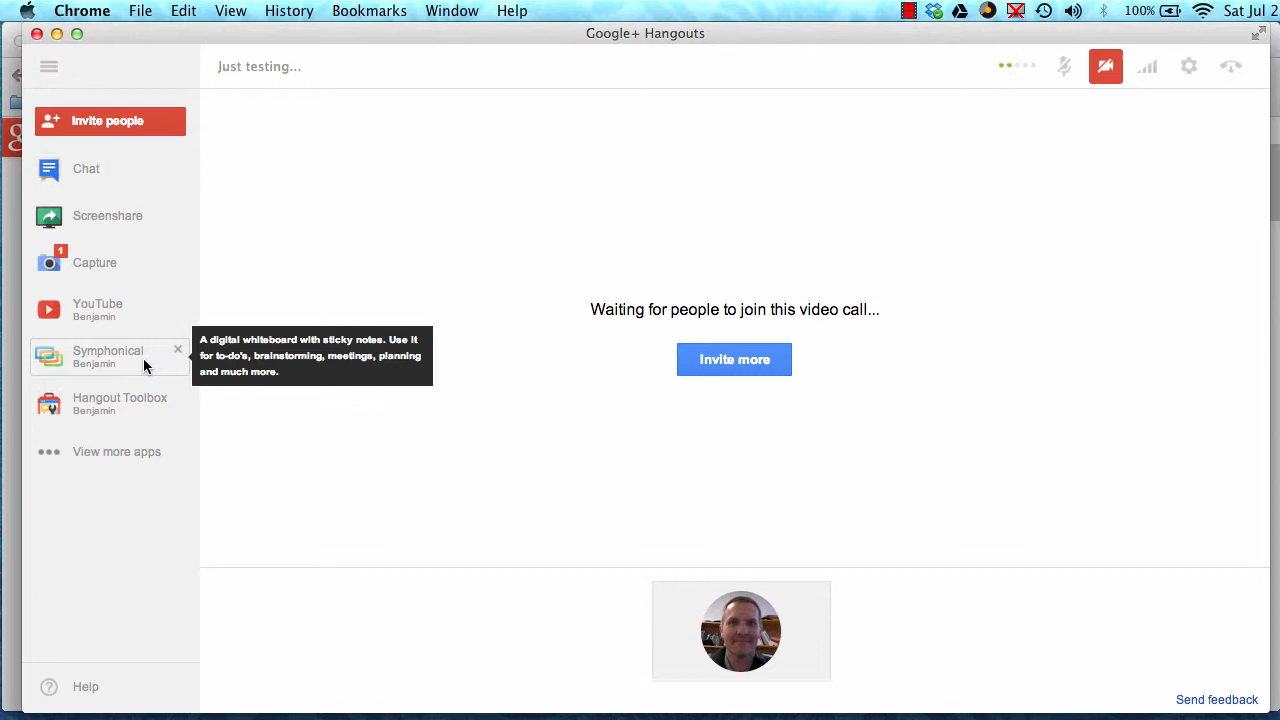 Chrome File Edit View History Bookmarks Window Help 100% Sat Jul 2
Google+ Hangouts
Just testing...
Invite people
Chat
Screenshare
1
Capture
YouTube
Benjamin
Symphonical
Benjamin
A digital whiteboard with sticky notes. Use it
for to-do's, brainstorming, meetings, planning
and much more.
Hangout Toolbox
Benjamin
View more apps
Waiting for people to join this video call...
Invite more
Help
Send feedback